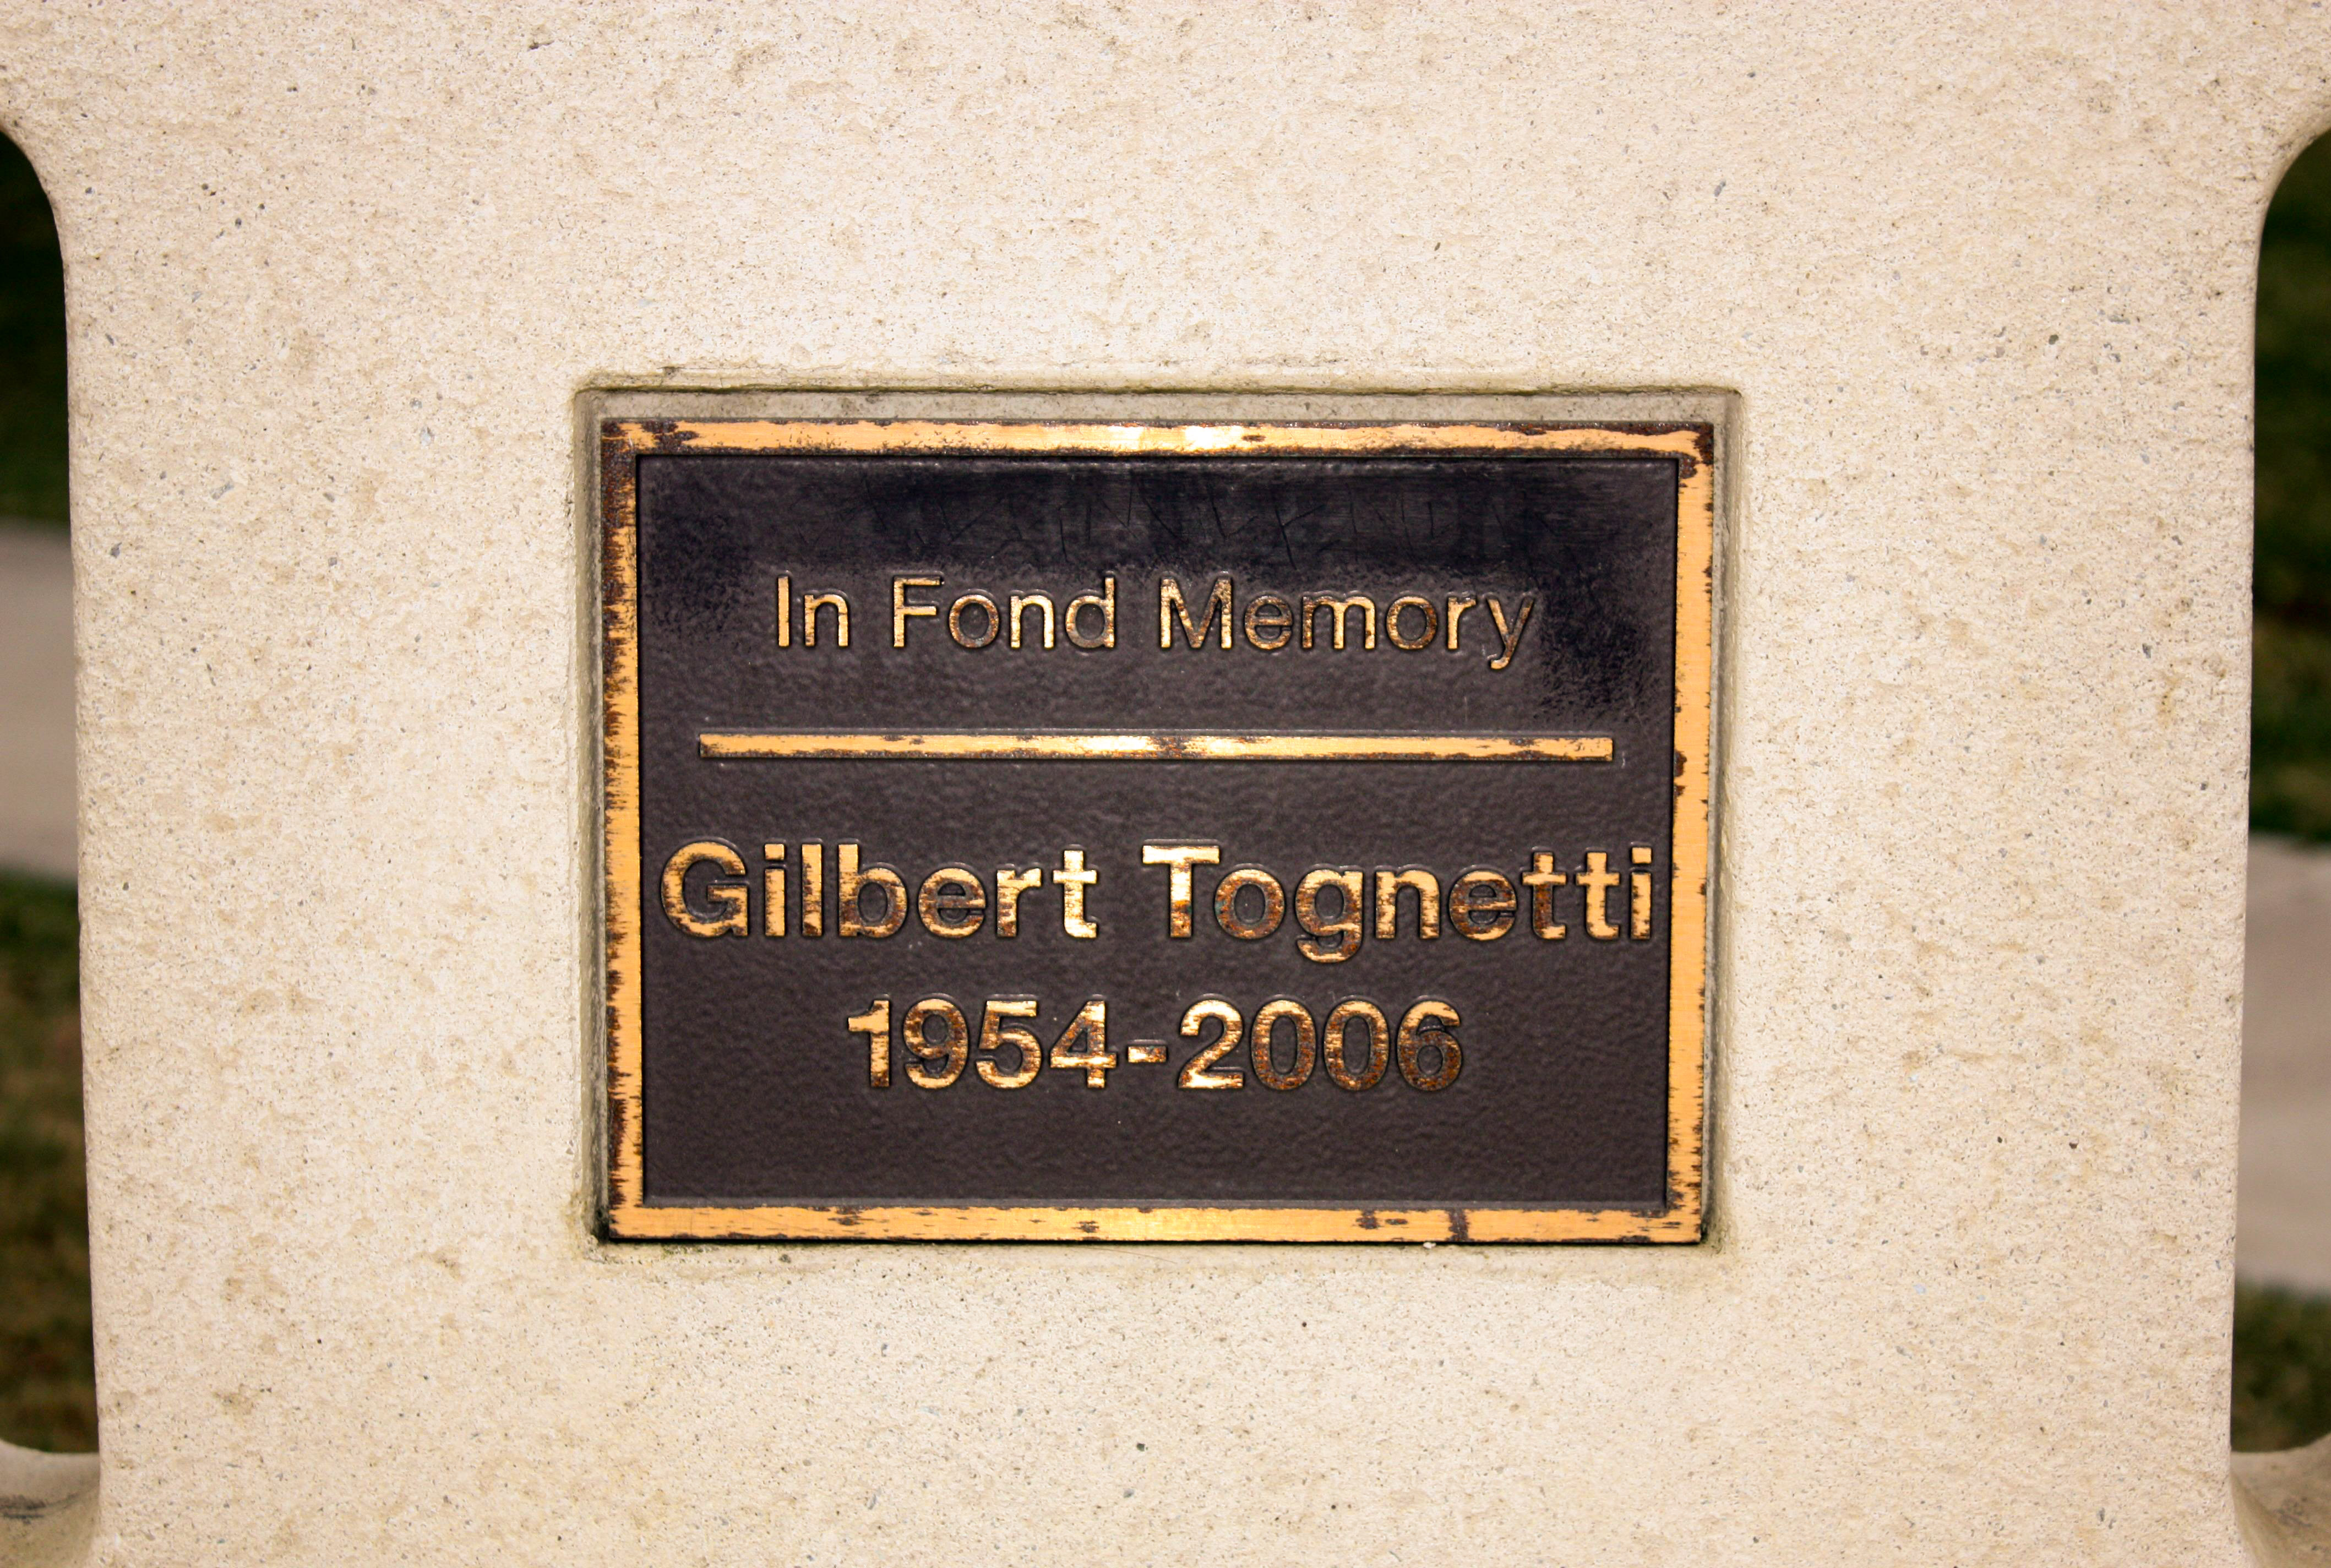 In Fond Memory
Gilbert Tognetti
1954-2006